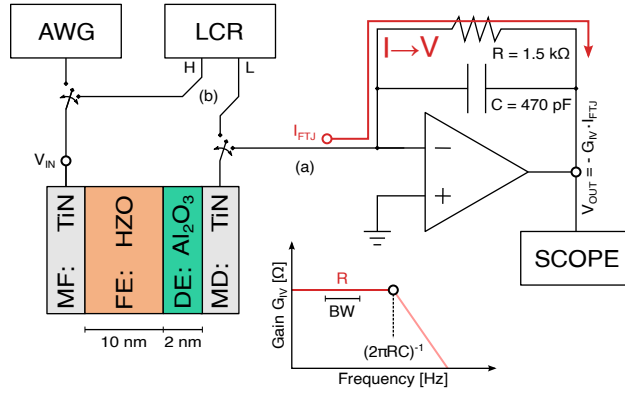 AWG
LCR
H
L
(b)
I→V
R = 1.5 kΩ
C = 470 pF
I_FTJ
(a)
V_IN
−
+
V_OUT = - G_IV · I_FTJ
SCOPE
MF: TiN
FE: HZO
DE: Al₂O₃
MD: TiN
10 nm
2 nm
Gain G_IV [Ω]
R
BW
(2πRC)⁻¹
Frequency [Hz]